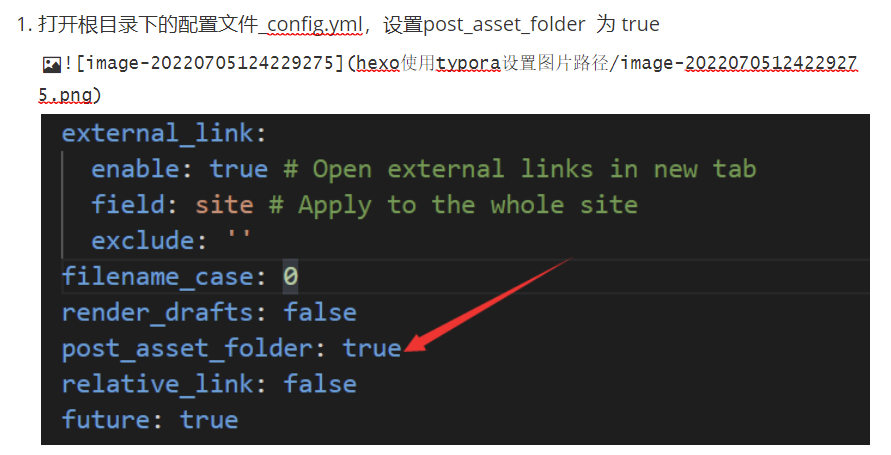 1. 打开根目录下的配置文件_config.yml，设置post_asset_folder 为 true
![image-20220705124229275](hexo使用typora设置图片路径/image-2022070512422927
5.png)
external_link:
enable: true # Open external links in new tab
field: site # Apply to the whole site
exclude: ''
filename_case: 0
render_drafts: false
post_asset_folder: true
relative_link: false
future: true